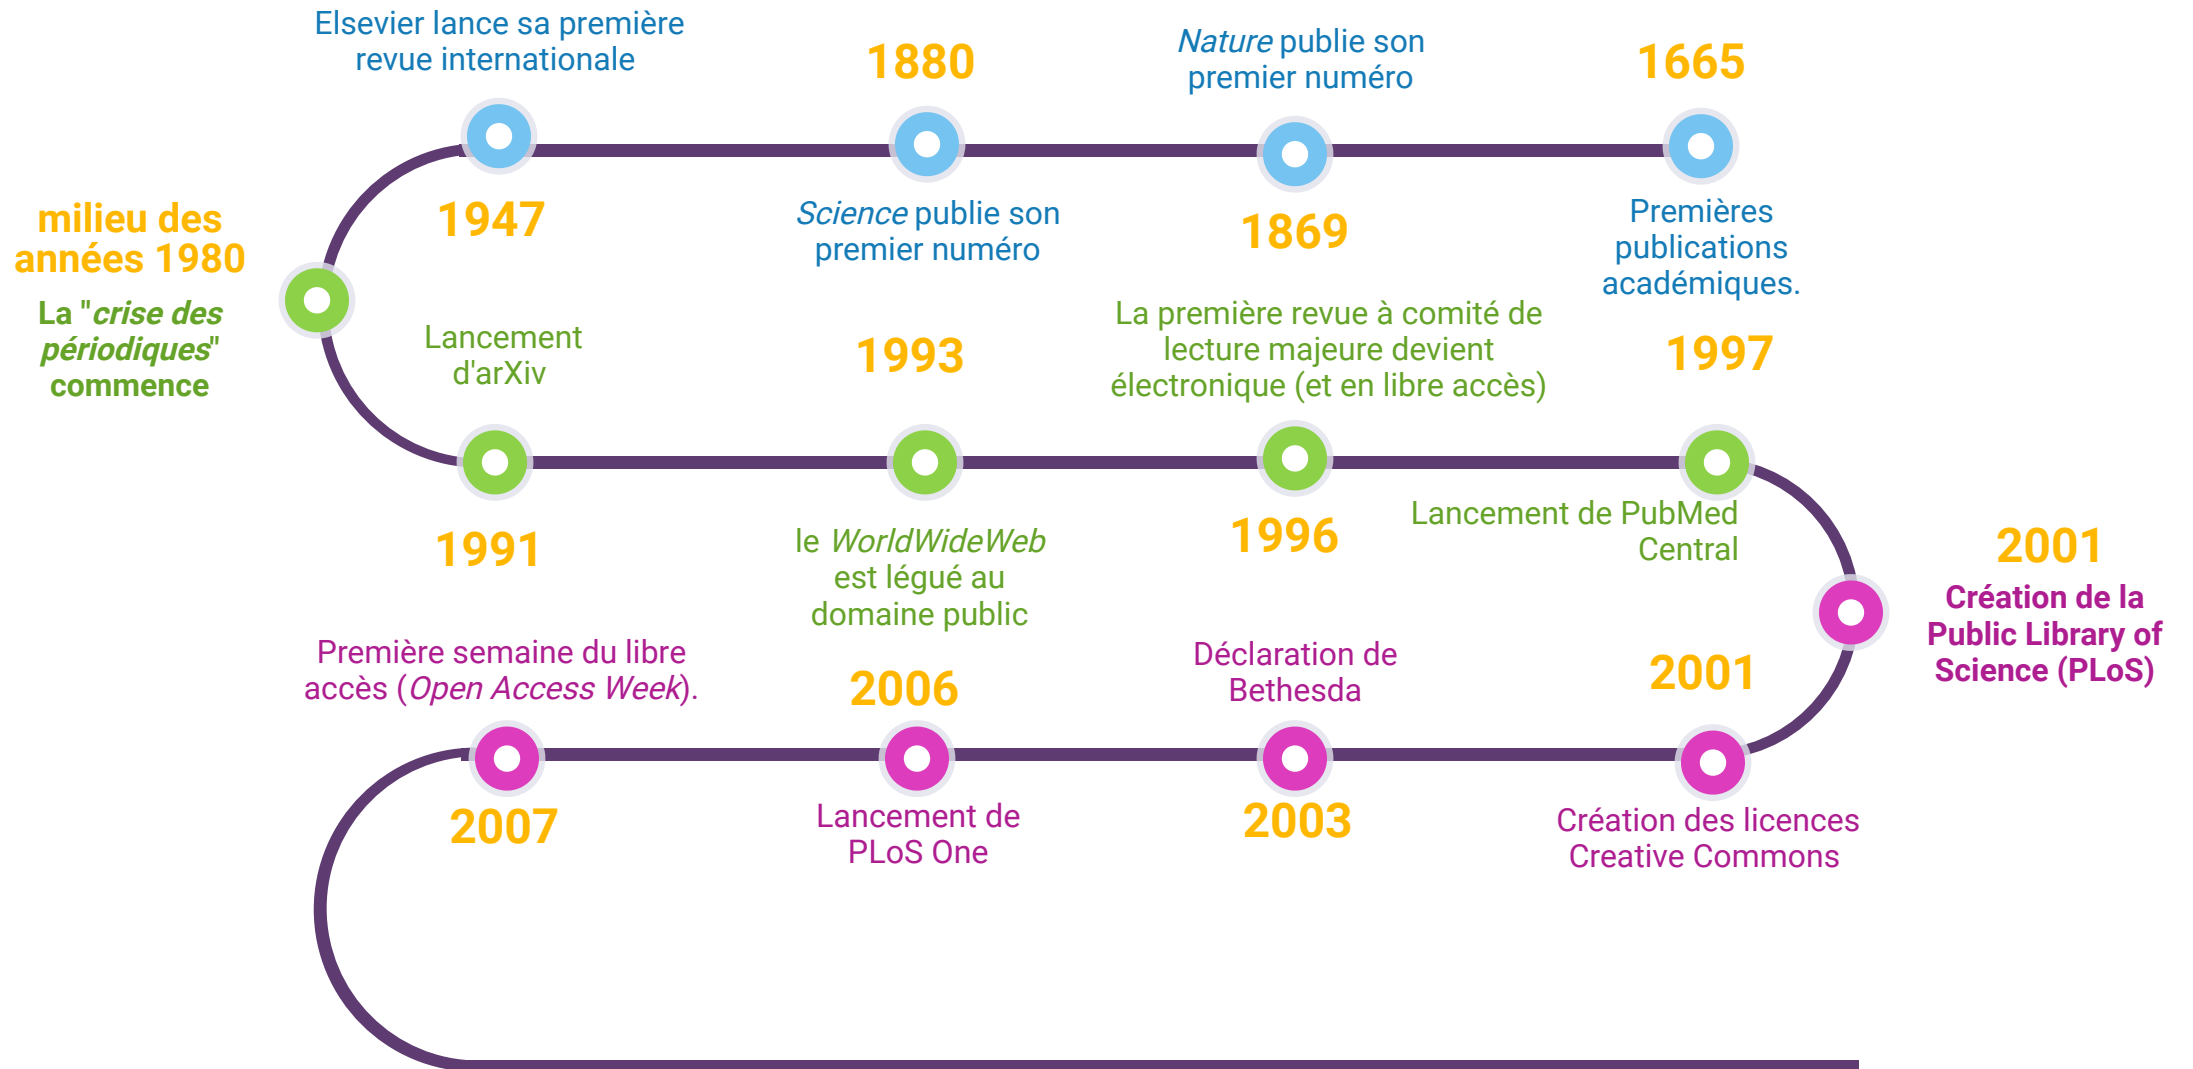 Elsevier lance sa première
revue internationale
1947
1880
Science publie son
premier numéro
Nature publie son
premier numéro
1869
1665
Premières
publications
académiques.
milieu des
années 1980
La "crise des
périodiques"
commence
Lancement
d'arXiv
1991
1993
le WorldWideWeb
est légué au
domaine public
La première revue à comité de
lecture majeure devient
électronique (et en libre accès)
1996
1997
Lancement de PubMed
Central
2001
Création de la
Public Library of
Science (PLoS)
Première semaine du libre
accès (Open Access Week).
2007
2006
Lancement de
PLoS One
Déclaration de
Bethesda
2003
2001
Création des licences
Creative Commons